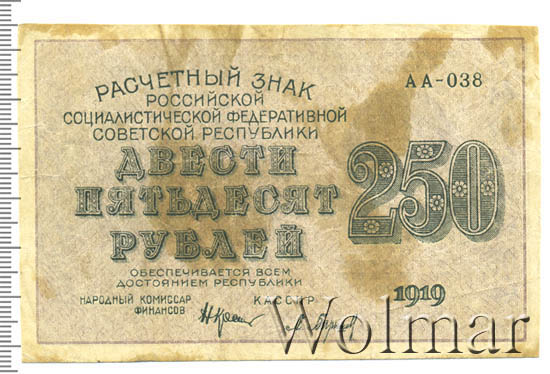 РАСЧЕТНЫЙ ЗНАК
АА-038
РОССИЙСКОЙ
СОЦИАЛИСТИЧЕСКОЙ ФЕДЕРАТИВНОЙ
СОВЕТСКОЙ РЕСПУБЛИКИ
ДВЕСТИ
ПЯТЬДЕСЯТ
РУБЛЕЙ
250
ОБЕСПЕЧИВАЕТСЯ ВСЕМ
ДОСТОЯНИЕМ РЕСПУБЛИКИ
1919
НАРОДНЫЙ КОМИССАР
ФИНАНСОВ
КАССИР
Wolmar